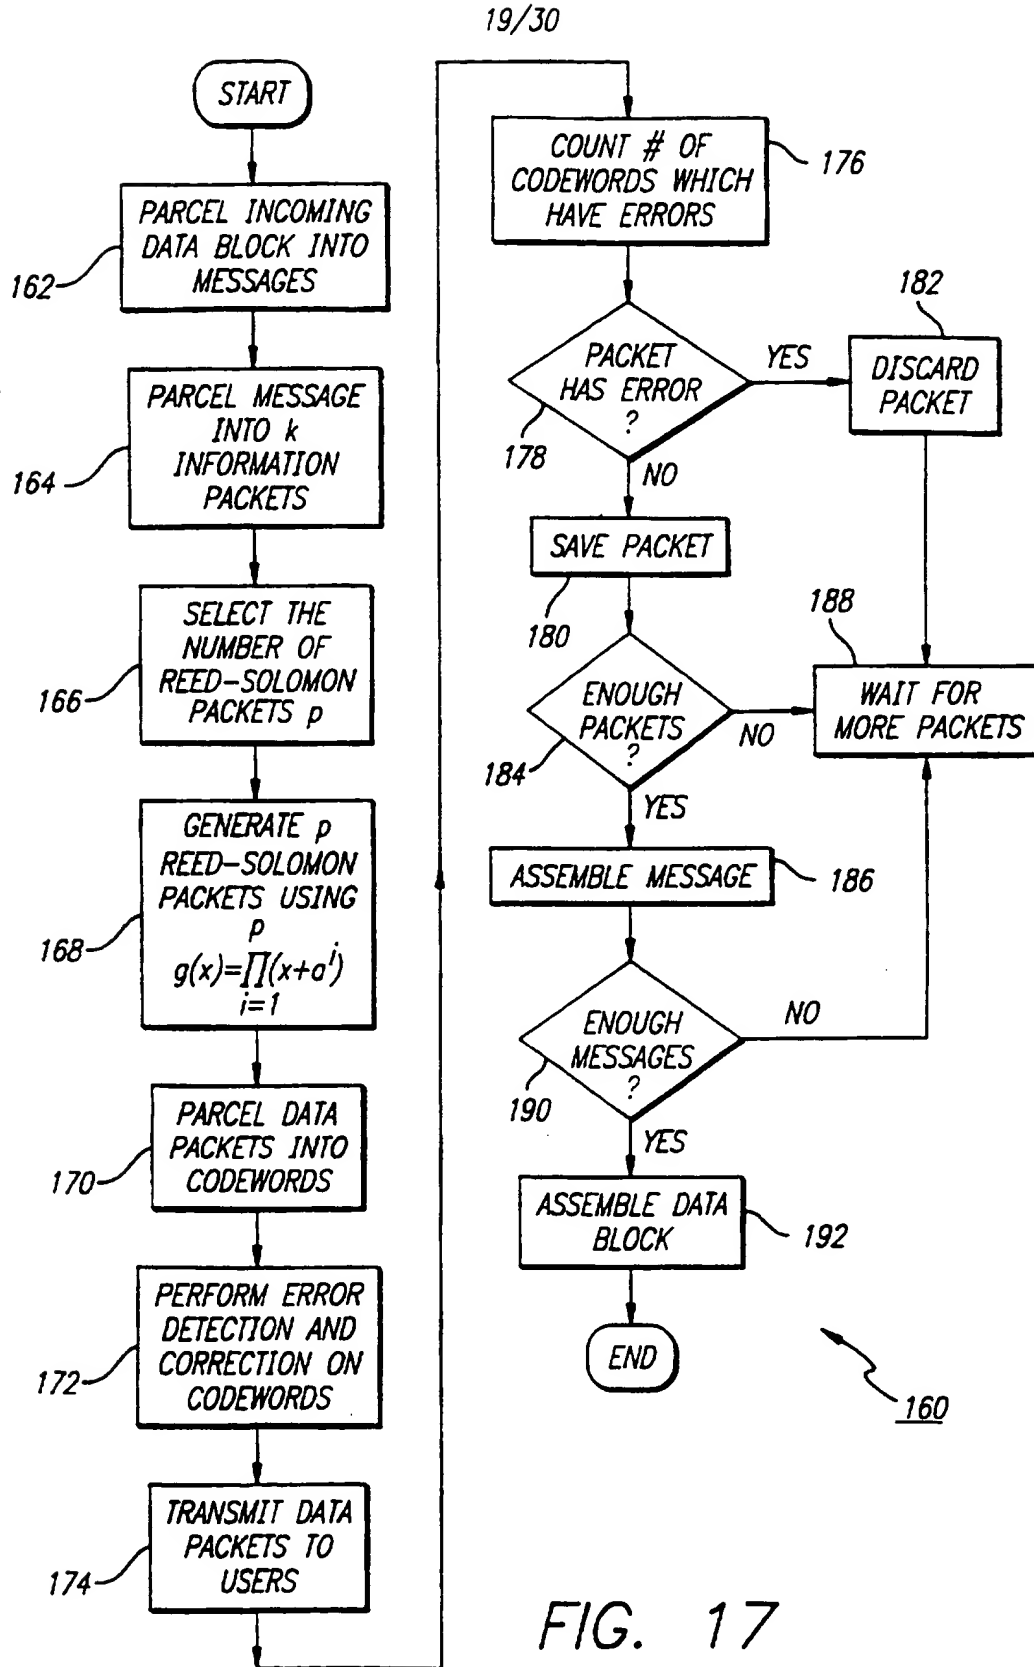 19/30
START
PARCEL INCOMING
DATA BLOCK INTO
MESSAGES
162
PARCEL MESSAGE
INTO k
INFORMATION
PACKETS
164
SELECT THE
NUMBER OF
REED-SOLOMON
PACKETS p
166
GENERATE p
REED-SOLOMON
PACKETS USING
p
g(x)=∏(x+aⁱ)
i=1
168
PARCEL DATA
PACKETS INTO
CODEWORDS
170
PERFORM ERROR
DETECTION AND
CORRECTION ON
CODEWORDS
172
TRANSMIT DATA
PACKETS TO
USERS
174
COUNT # OF
CODEWORDS WHICH
HAVE ERRORS
176
PACKET
HAS ERROR
?
178
YES
182
DISCARD
PACKET
NO
SAVE PACKET
180
188
WAIT FOR
MORE PACKETS
ENOUGH
PACKETS
?
184
NO
YES
ASSEMBLE MESSAGE
186
ENOUGH
MESSAGES
?
190
NO
YES
ASSEMBLE DATA
BLOCK
192
END
160
FIG. 17